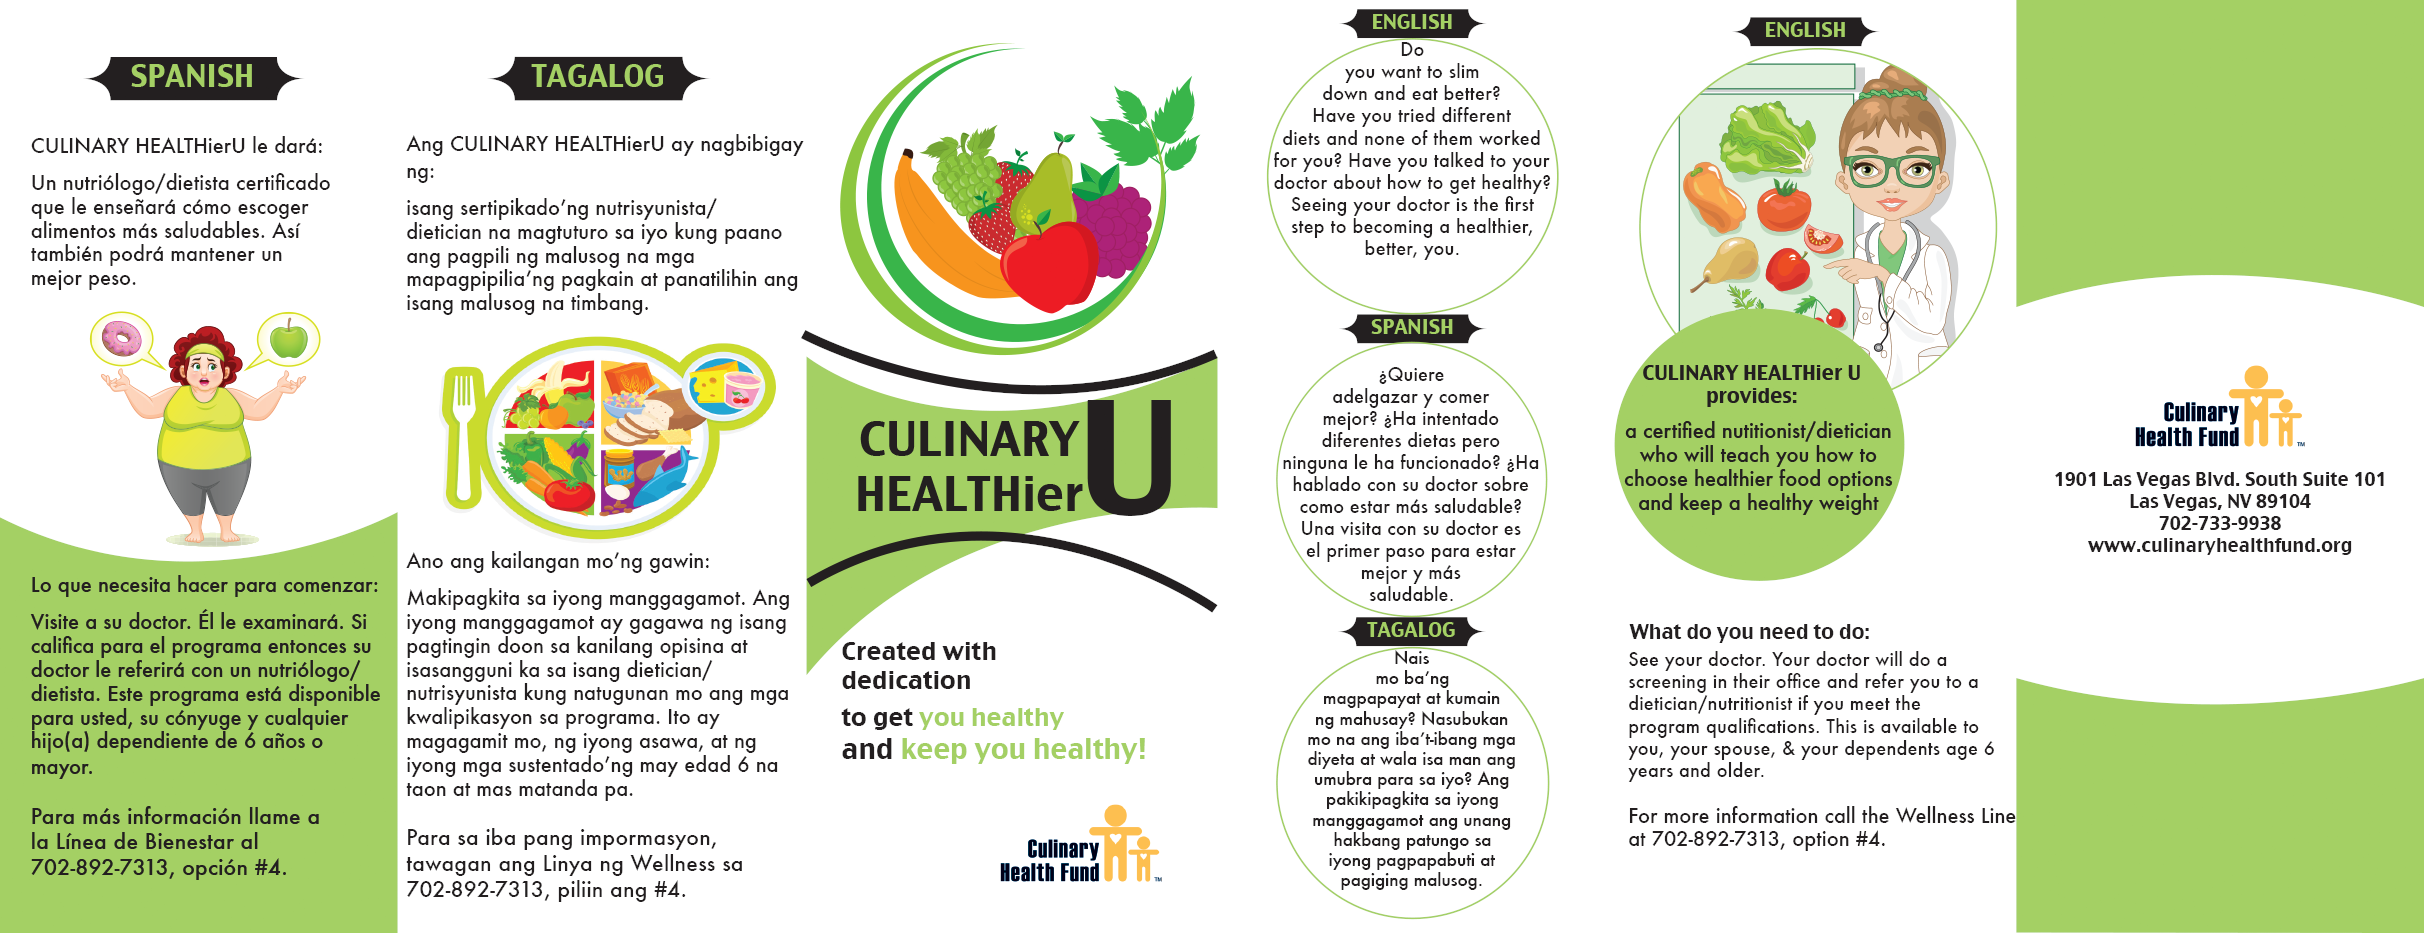 SPANISH
CULINARY HEALTHierU le dará:
Un nutriólogo/dietista certificado
que le enseñará cómo escoger
alimentos más saludables. Así
también podrá mantener un
mejor peso.
Lo que necesita hacer para comenzar:
Visite a su doctor. Él le examinará. Si
califica para el programa entonces su
doctor le referirá con un nutriólogo/
dietista. Este programa está disponible
para usted, su cónyuge y cualquier
hijo(a) dependiente de 6 años o
mayor.
Para más información llame a
la Línea de Bienestar al
702-892-7313, opción #4.
TAGALOG
Ang CULINARY HEALTHierU ay nagbibigay
ng:
isang sertipikado’ng nutrisyunista/
dietician na magtuturo sa iyo kung paano
ang pagpili ng malusog na mga
mapagpipilia’ng pagkain at panatilihin ang
isang malusog na timbang.
Ano ang kailangan mo’ng gawin:
Makipagkita sa iyong manggagamot. Ang
iyong manggagamot ay gagawa ng isang
pagtingin doon sa kanilang opisina at
isasangguni ka sa isang dietician/
nutrisyunista kung natugunan mo ang mga
kwalipikasyon sa programa. Ito ay
magagamit mo, ng iyong asawa, at ng
iyong mga sustentado’ng may edad 6 na
taon at mas matanda pa.
Para sa iba pang impormasyon,
tawagan ang Linya ng Wellness sa
702-892-7313, piliin ang #4.
CULINARY
HEALTHierU
Created with
dedication
to get you healthy
and keep you healthy!
Culinary
Health Fund TM
ENGLISH
Do
you want to slim
down and eat better?
Have you tried different
diets and none of them worked
for you? Have you talked to your
doctor about how to get healthy?
Seeing your doctor is the first
step to becoming a healthier,
better, you.
SPANISH
¿Quiere
adelgazar y comer
mejor? ¿Ha intentado
diferentes dietas pero
ninguna le ha funcionado? ¿Ha
hablado con su doctor sobre
como estar más saludable?
Una visita con su doctor es
el primer paso para estar
mejor y más
saludable.
TAGALOG
Nais
mo ba’ng
magpapayat at kumain
ng mahusay? Nasubukan
mo na ang iba’t-ibang mga
diyeta at wala isa man ang
umubra para sa iyo? Ang
pakikipagkita sa iyong
manggagamot ang unang
hakbang patungo sa
iyong pagpapabuti at
pagiging malusog.
ENGLISH
CULINARY HEALTHier U
provides:
a certified nutitionist/dietician
who will teach you how to
choose healthier food options
and keep a healthy weight
What do you need to do:
See your doctor. Your doctor will do a
screening in their office and refer you to a
dietician/nutritionist if you meet the
program qualifications. This is available to
you, your spouse, & your dependents age 6
years and older.
For more information call the Wellness Line
at 702-892-7313, option #4.
Culinary
Health Fund TM
1901 Las Vegas Blvd. South Suite 101
Las Vegas, NV 89104
702-733-9938
www.culinaryhealthfund.org